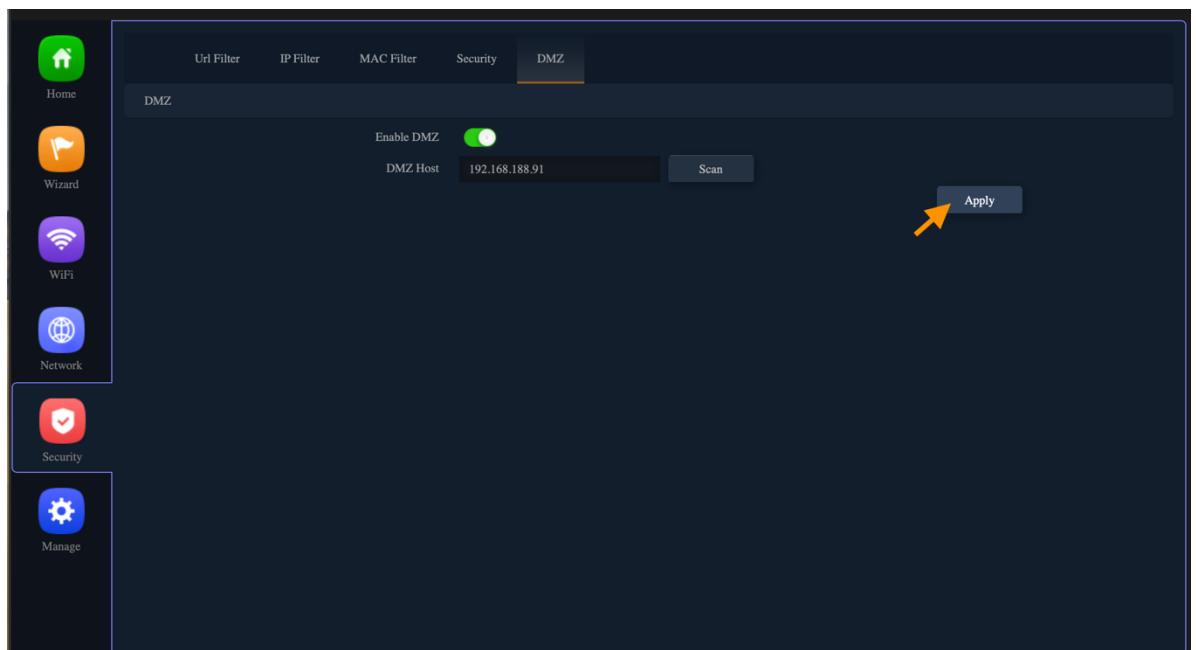 Home
Wizard
WiFi
Network
Security
Manage
Url Filter IP Filter MAC Filter Security DMZ
DMZ
Enable DMZ
DMZ Host 192.168.188.91 Scan
Apply